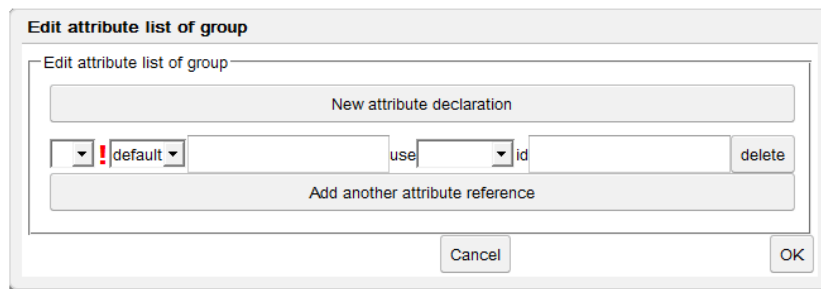 Edit attribute list of group
Edit attribute list of group
New attribute declaration
! default use id delete
Add another attribute reference
Cancel OK